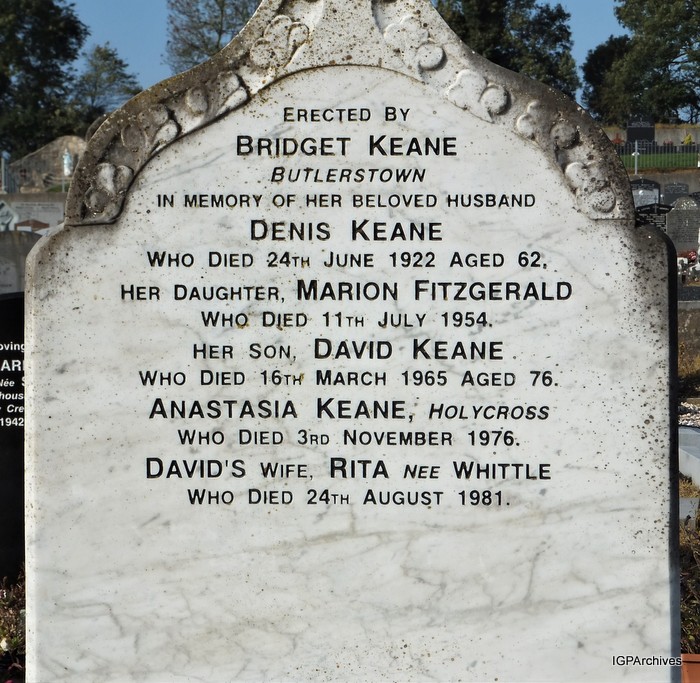 Erected By
Bridget Keane
Butlerstown
in memory of her beloved husband
Denis Keane
Who Died 24th June 1922 Aged 62.
Her Daughter, Marion Fitzgerald
Who Died 11th July 1954.
Her Son, David Keane
Who Died 16th March 1965 Aged 76.
Anastasia Keane, Holycross
Who Died 3rd November 1976.
David's Wife, Rita nee Whittle
Who Died 24th August 1981.
1942
IGPArchives